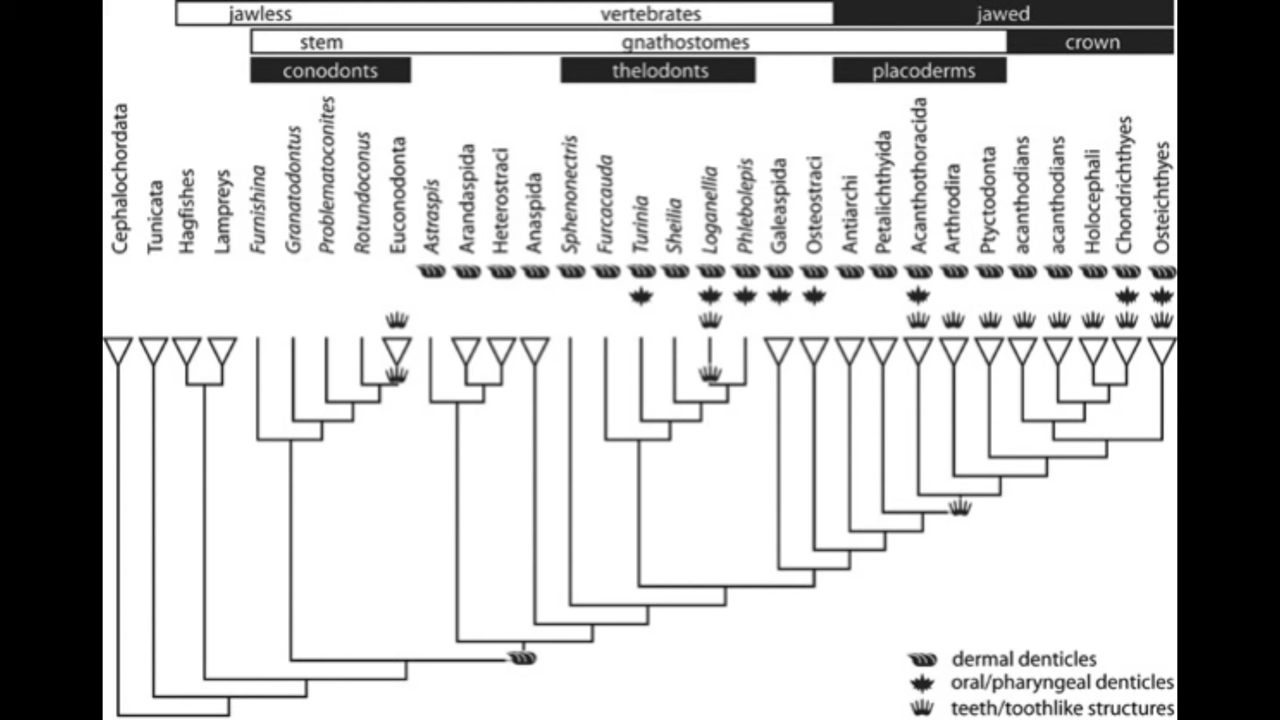 jawless vertebrates jawed
stem gnathostomes crown
conodonts thelodonts placoderms
Cephalochordata
Tunicata
Hagfishes
Lampreys
Furnishina
Granatodontus
Problematoconites
Rotundoconus
Euconodonta
Astraspis
Arandaspida
Heterostraci
Anaspida
Sphenonectris
Furcacauda
Turinia
Shellia
Loganellia
Phlebolepis
Galeaspida
Osteostraci
Antiarchi
Petalichthyida
Acanthothoracida
Arthrodira
Ptyctodonta
acanthodians
acanthodians
Holocephali
Chondrichthyes
Osteichthyes
dermal denticles
oral/pharyngeal denticles
teeth/toothlike structures